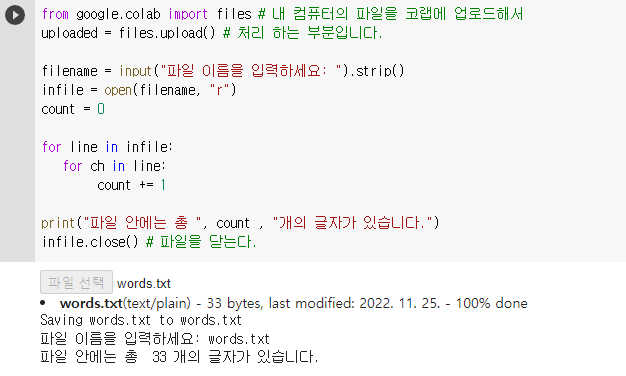 from google.colab import files # 내 컴퓨터의 파일을 코랩에 업로드해서
uploaded = files.upload() # 처리 하는 부분입니다.

filename = input("파일 이름을 입력하세요: ").strip()
infile = open(filename, "r")
count = 0

for line in infile:
   for ch in line:
       count += 1

print("파일 안에는 총 ", count , "개의 글자가 있습니다.")
infile.close() # 파일을 닫는다.

파일 선택 words.txt
• words.txt(text/plain) - 33 bytes, last modified: 2022. 11. 25. - 100% done
Saving words.txt to words.txt
파일 이름을 입력하세요: words.txt
파일 안에는 총  33 개의 글자가 있습니다.